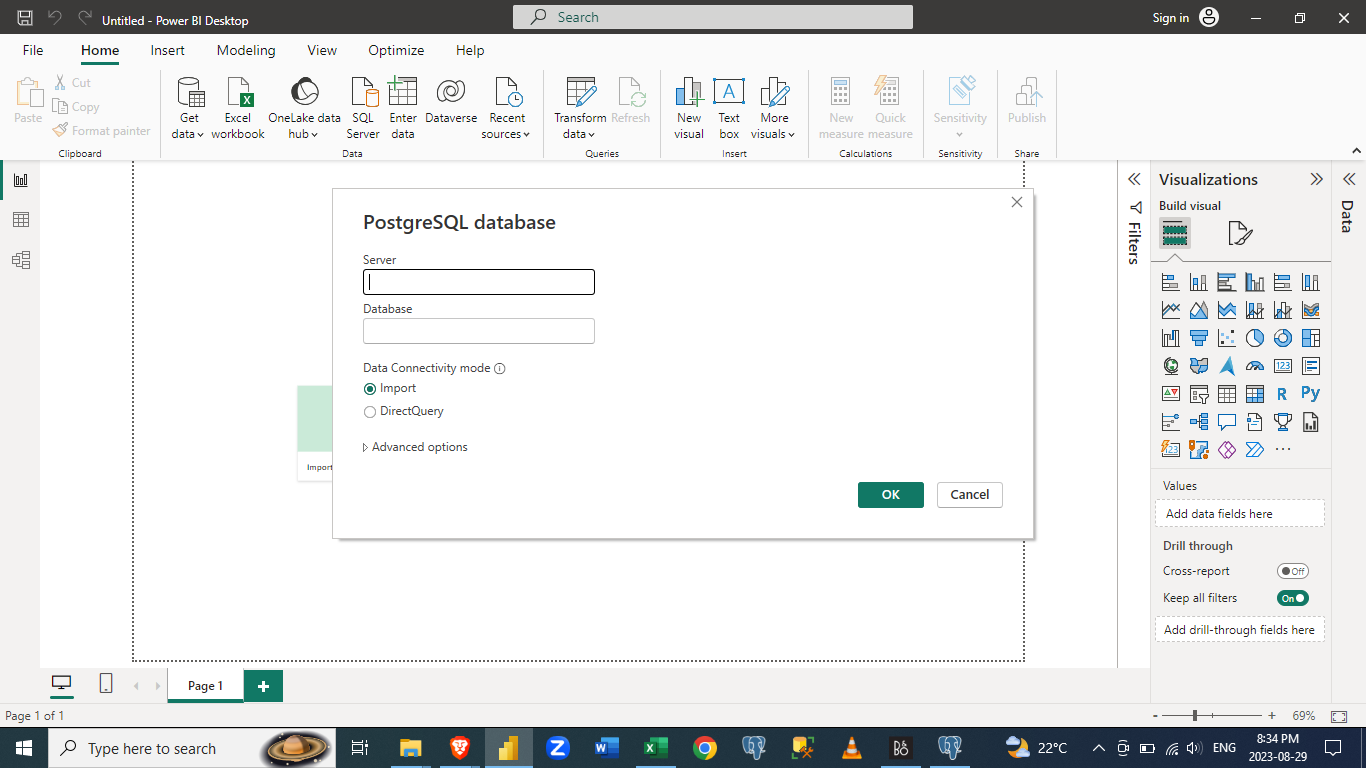 Untitled - Power BI Desktop
Search
Sign in
File Home Insert Modeling View Optimize Help
Paste
Cut
Copy
Format painter
Clipboard
Get data
Excel workbook
OneLake data hub
SQL Server
Enter data
Dataverse
Recent sources
Data
Transform data
Refresh
Queries
New visual
Text box
More visuals
Insert
New measure
Quick measure
Calculations
Sensitivity
Sensitivity
Publish
Share
PostgreSQL database
Server
Database
Data Connectivity mode
Import
DirectQuery
Advanced options
OK
Cancel
Import
Filters
Visualizations
Build visual
Data
123
R
Py
123
Values
Add data fields here
Drill through
Cross-report
Off
Keep all filters
On
Add drill-through fields here
Page 1
Page 1 of 1
- + 69%
Type here to search
22°C
ENG
8:34 PM
2023-08-29